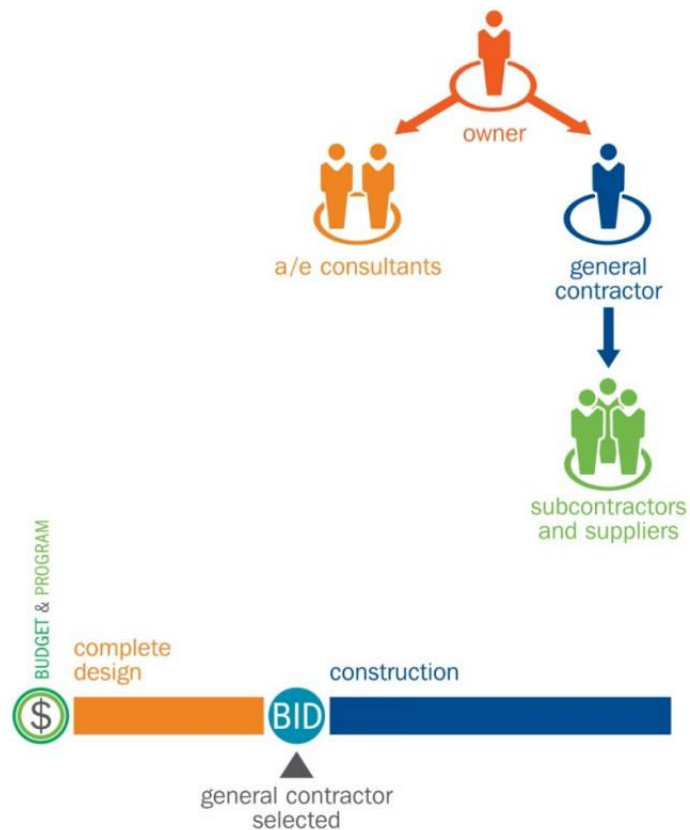 owner
a/e consultants
general
contractor
subcontractors
and suppliers
BUDGET & PROGRAM
complete
design
construction
$
BID
general contractor
selected